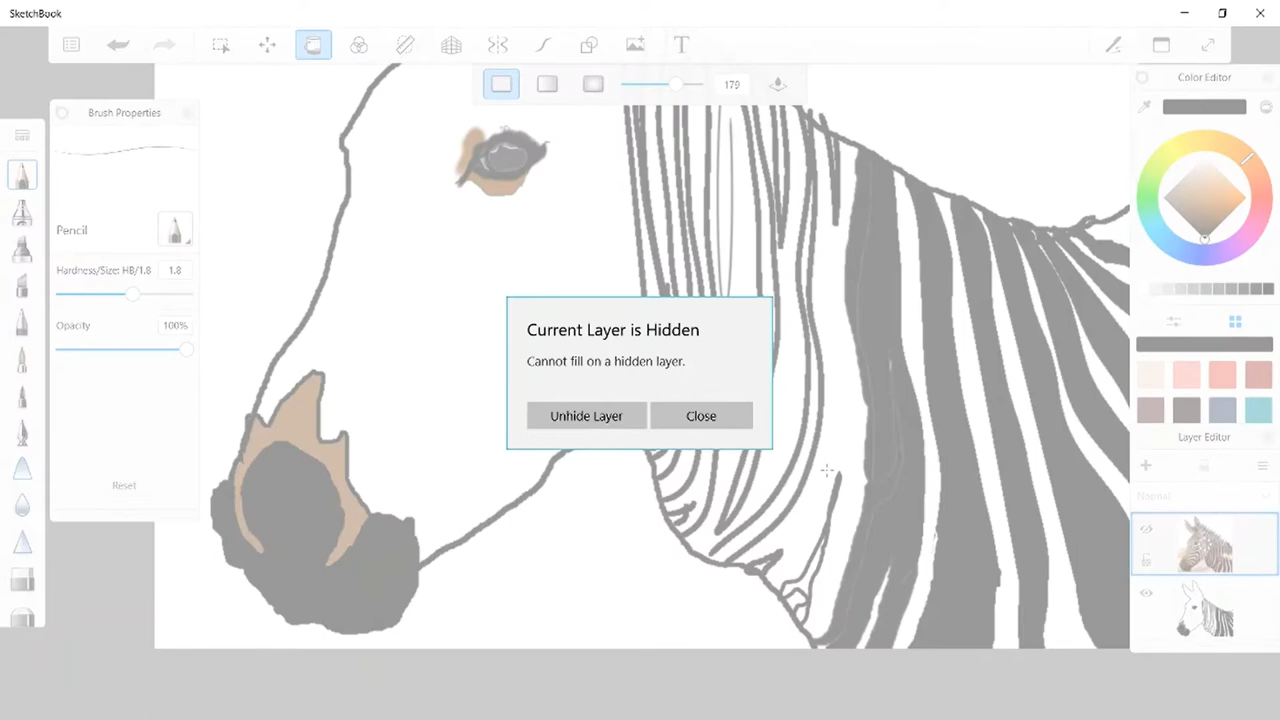 SketchBook
T
179
Color Editor
Brush Properties
Pencil
Hardness/Size: HB/1.8 1.8
Opacity 100%
Reset
Current Layer is Hidden
Cannot fill on a hidden layer.
Unhide Layer Close
Layer Editor
Normal